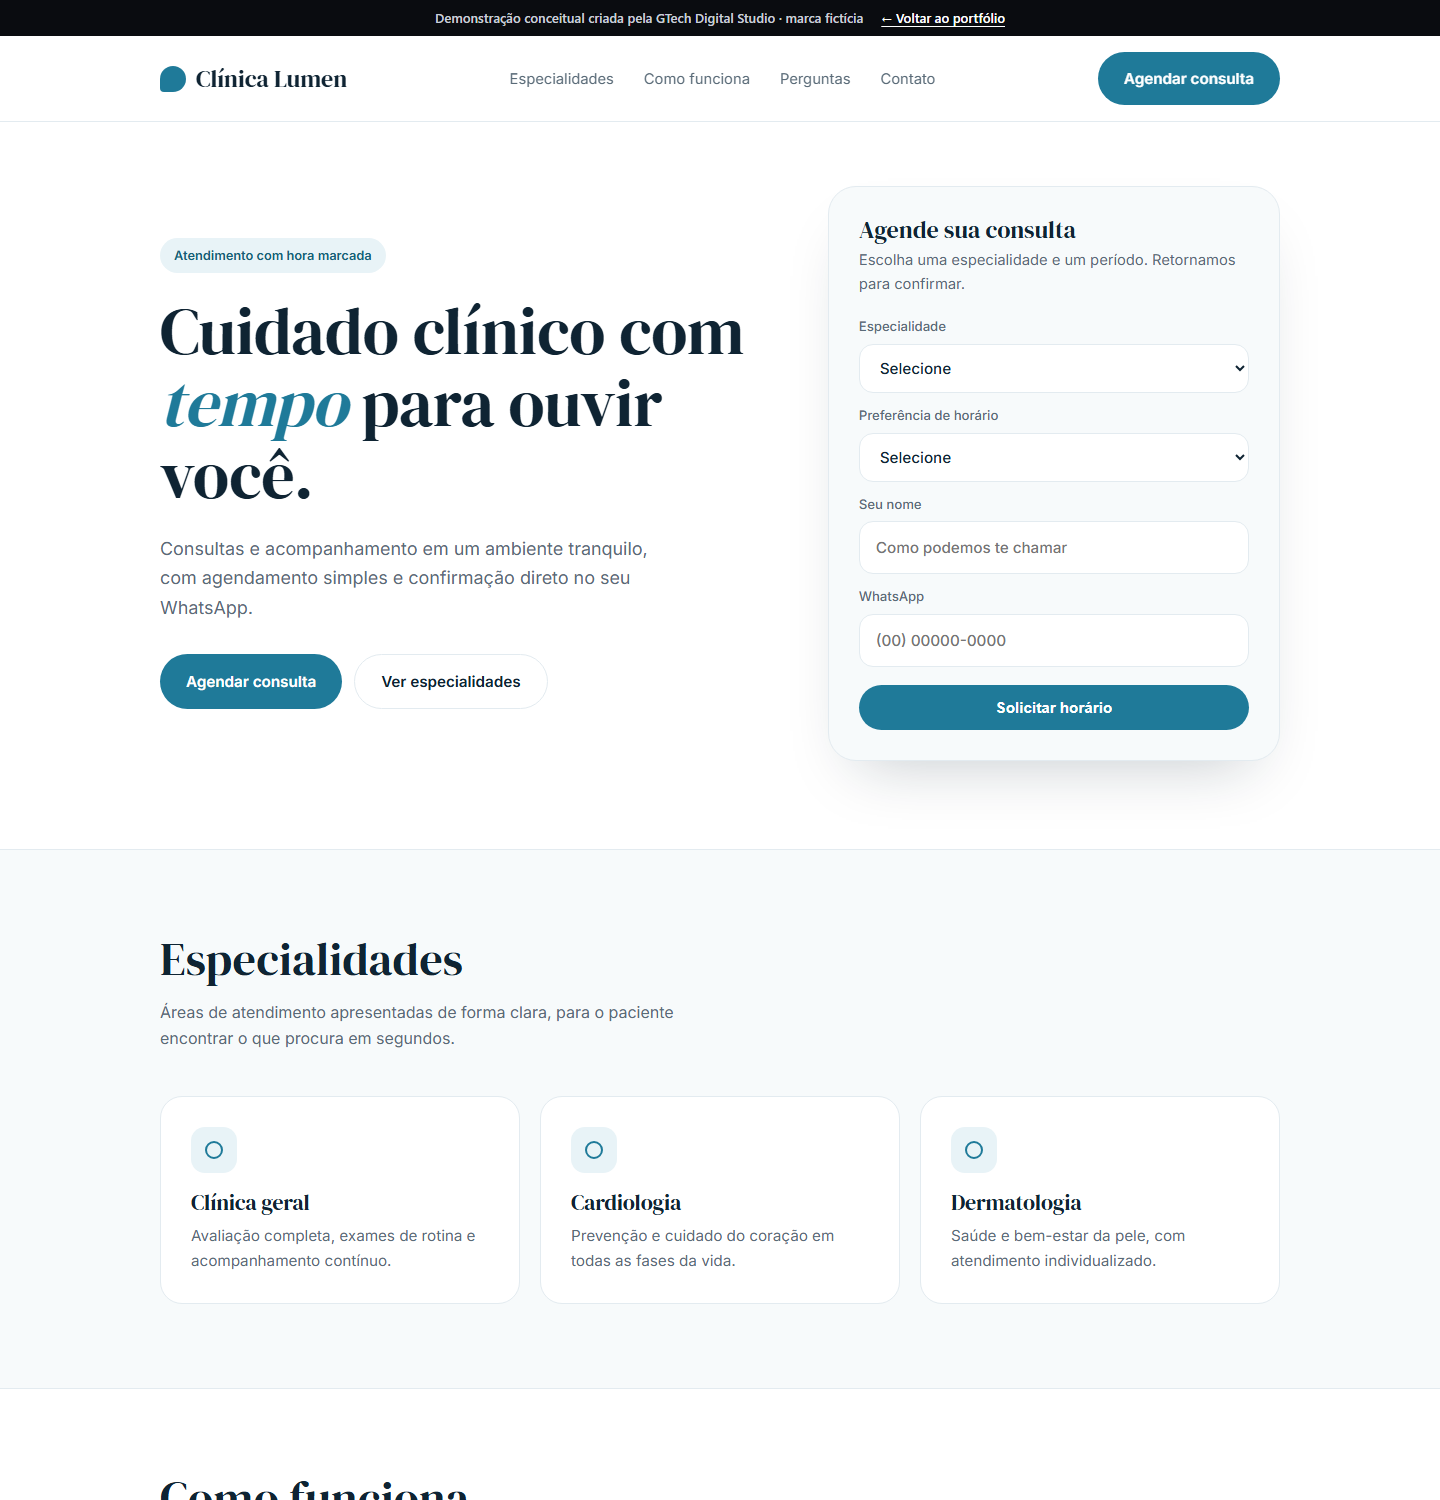 Demonstração conceitual criada pela GTech Digital Studio · marca fictícia ← Voltar ao portfólio
Clínica Lumen
Especialidades Como funciona Perguntas Contato
Agendar consulta
Atendimento com hora marcada
Cuidado clínico com
tempo para ouvir
você.
Consultas e acompanhamento em um ambiente tranquilo,
com agendamento simples e confirmação direto no seu
WhatsApp.
Agendar consulta
Ver especialidades
Agende sua consulta
Escolha uma especialidade e um período. Retornamos
para confirmar.
Especialidade
Selecione
Preferência de horário
Selecione
Seu nome
Como podemos te chamar
WhatsApp
(00) 00000-0000
Solicitar horário
Especialidades
Áreas de atendimento apresentadas de forma clara, para o paciente
encontrar o que procura em segundos.
Clínica geral
Avaliação completa, exames de rotina e
acompanhamento contínuo.
Cardiologia
Prevenção e cuidado do coração em
todas as fases da vida.
Dermatologia
Saúde e bem-estar da pele, com
atendimento individualizado.
Como funciona